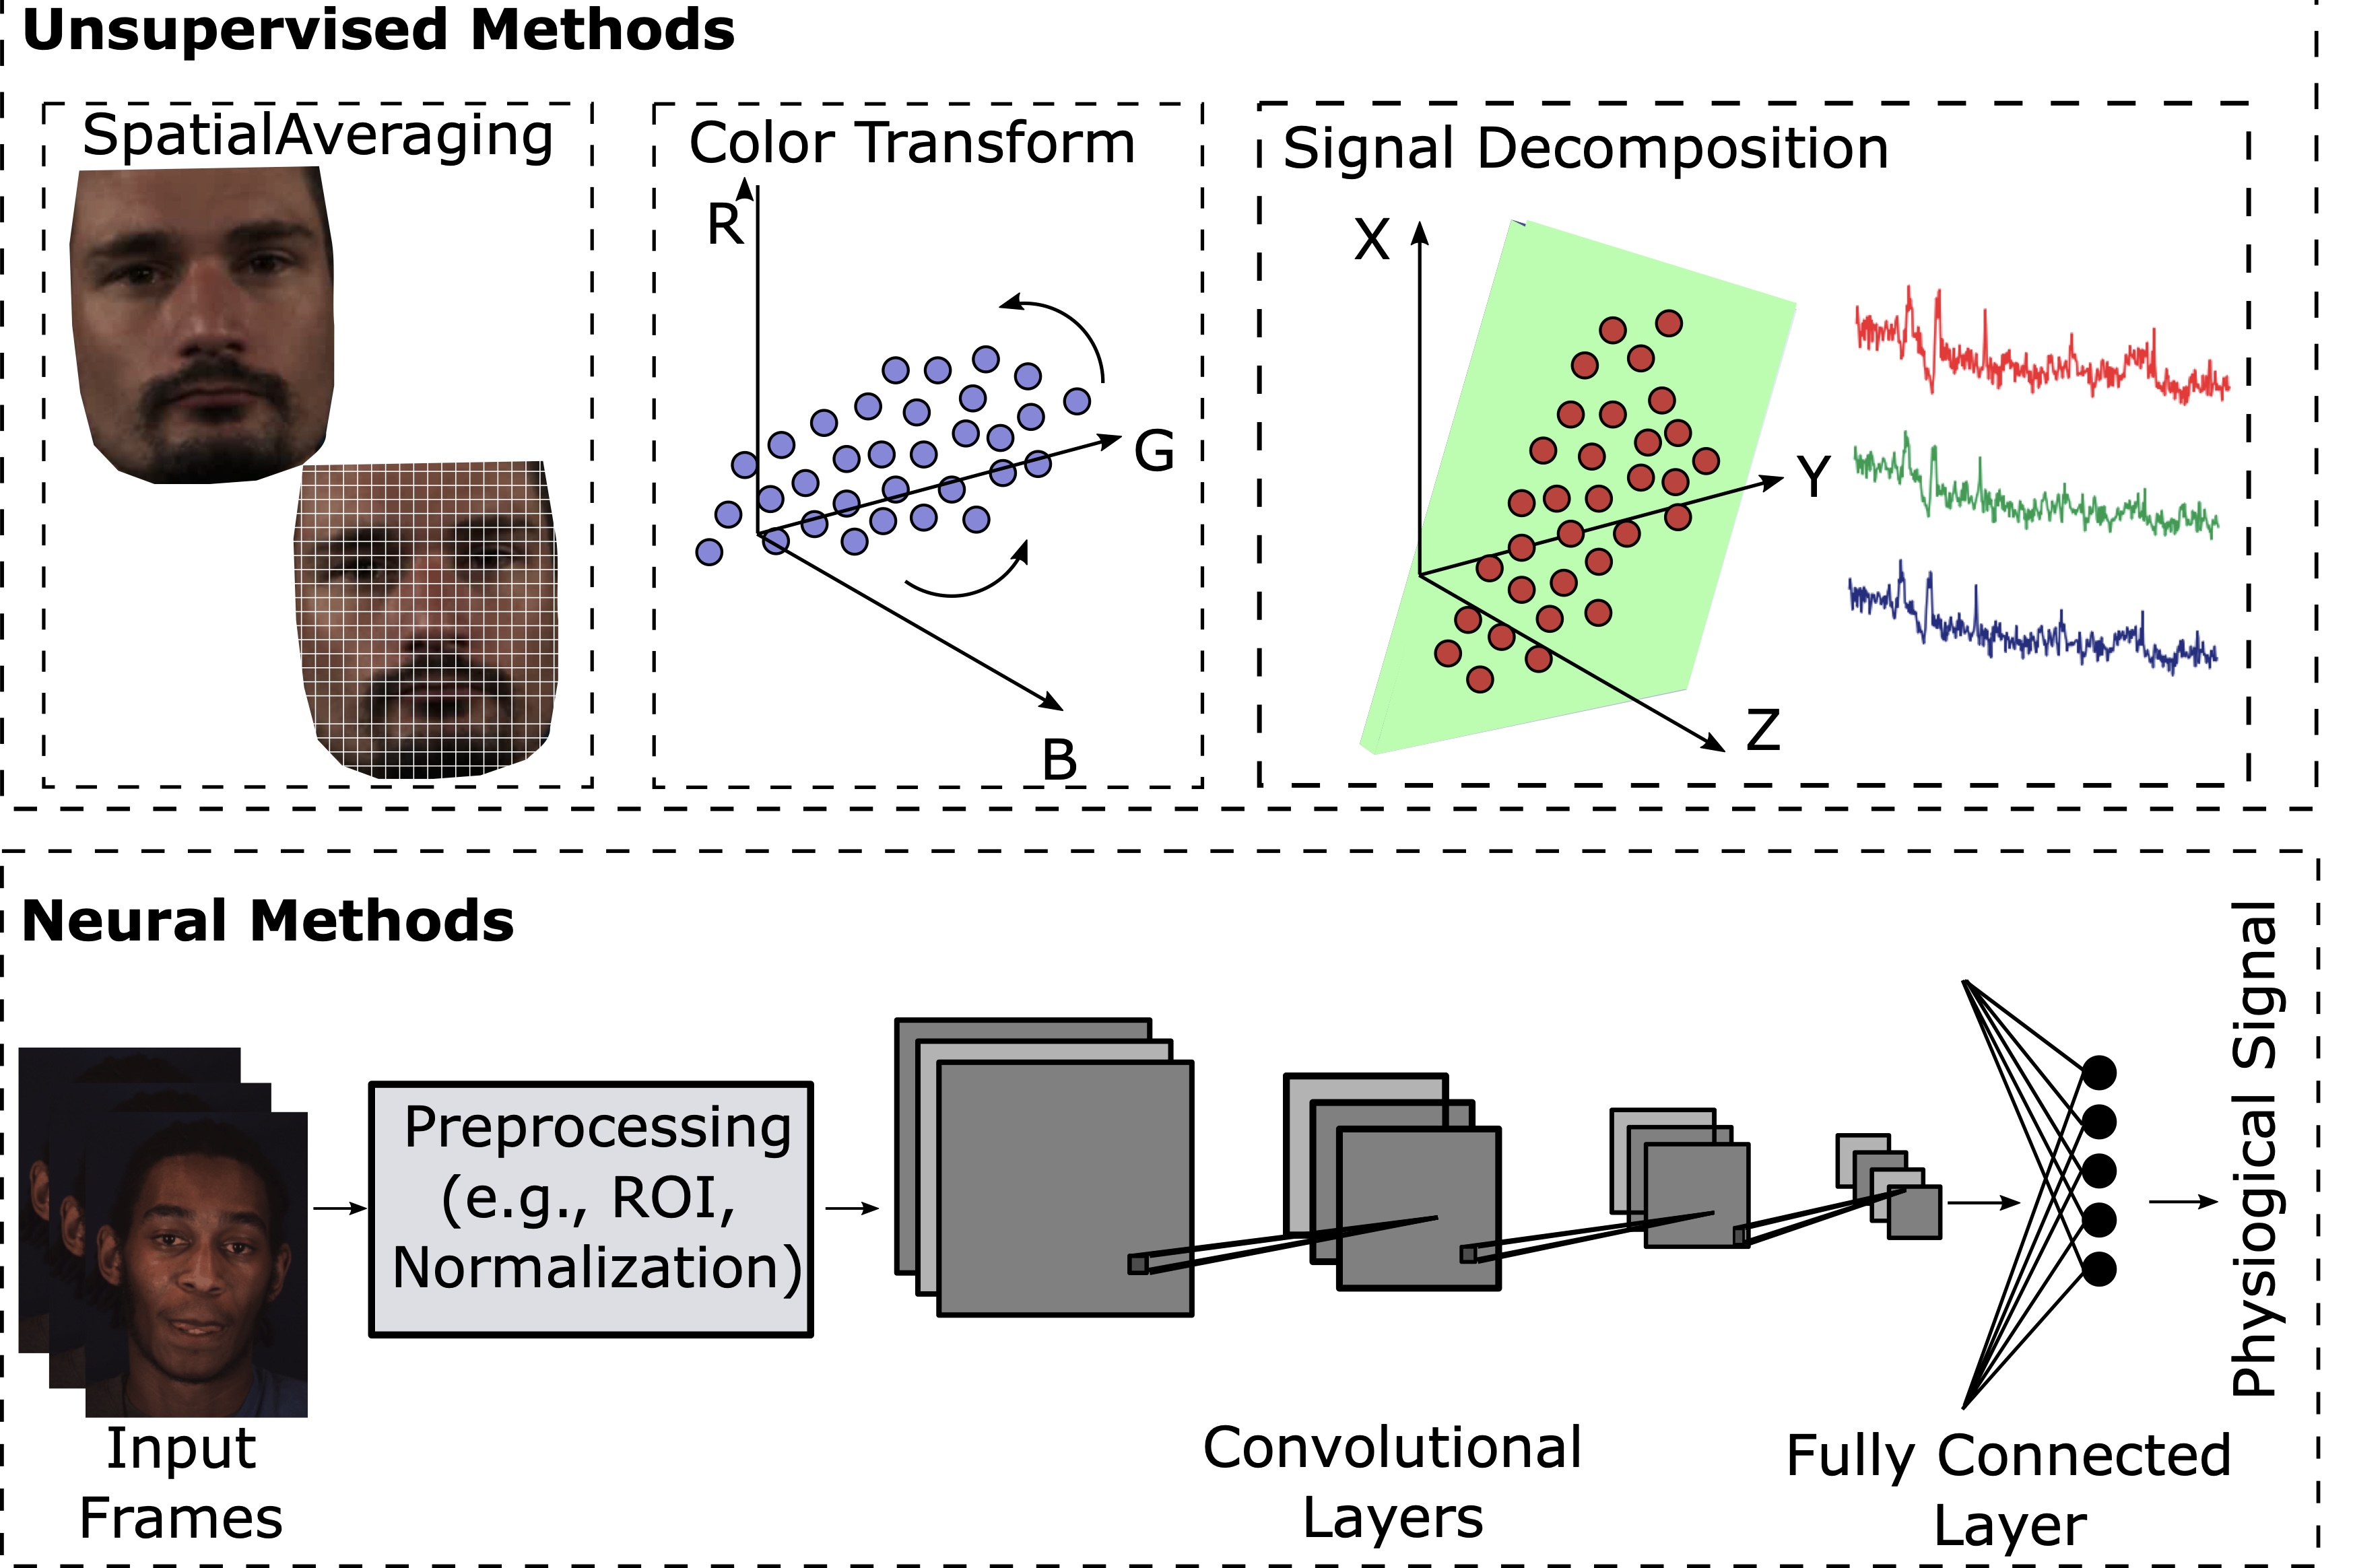 Unsupervised Methods
SpatialAveraging
Color Transform
R
G
B
Signal Decomposition
X
Y
Z
Neural Methods
Input
Frames
Preprocessing
(e.g., ROI,
Normalization)
Convolutional
Layers
Fully Connected
Layer
Physiogical Signal